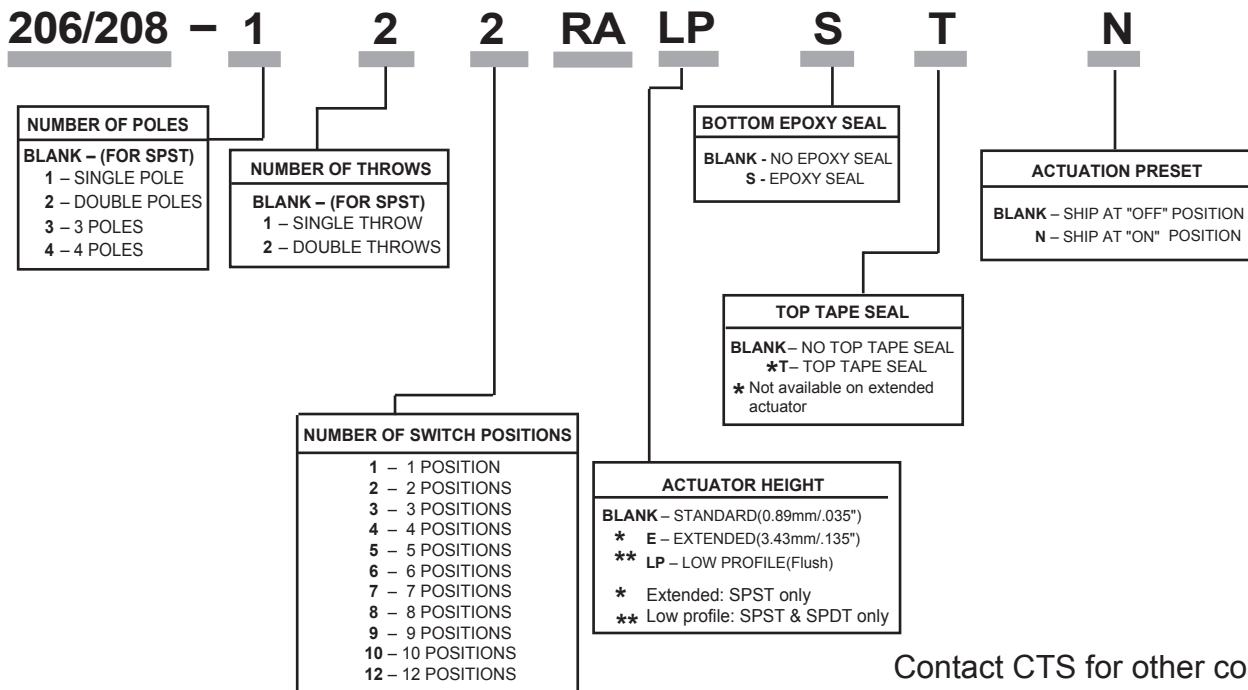 206/208 – 1 2 2 RA LP S T N
NUMBER OF POLES
BLANK – (FOR SPST)
1 – SINGLE POLE
2 – DOUBLE POLES
3 – 3 POLES
4 – 4 POLES
NUMBER OF THROWS
BLANK – (FOR SPST)
1 – SINGLE THROW
2 – DOUBLE THROWS
BOTTOM EPOXY SEAL
BLANK - NO EPOXY SEAL
S - EPOXY SEAL
ACTUATION PRESET
BLANK – SHIP AT "OFF" POSITION
N – SHIP AT "ON" POSITION
TOP TAPE SEAL
BLANK – NO TOP TAPE SEAL
*T– TOP TAPE SEAL
* Not available on extended
actuator
NUMBER OF SWITCH POSITIONS
1 – 1 POSITION
2 – 2 POSITIONS
3 – 3 POSITIONS
4 – 4 POSITIONS
5 – 5 POSITIONS
6 – 6 POSITIONS
7 – 7 POSITIONS
8 – 8 POSITIONS
9 – 9 POSITIONS
10 – 10 POSITIONS
12 – 12 POSITIONS
ACTUATOR HEIGHT
BLANK – STANDARD(0.89mm/.035")
* E – EXTENDED(3.43mm/.135")
** LP – LOW PROFILE(Flush)
* Extended: SPST only
** Low profile: SPST & SPDT only
Contact CTS for other co